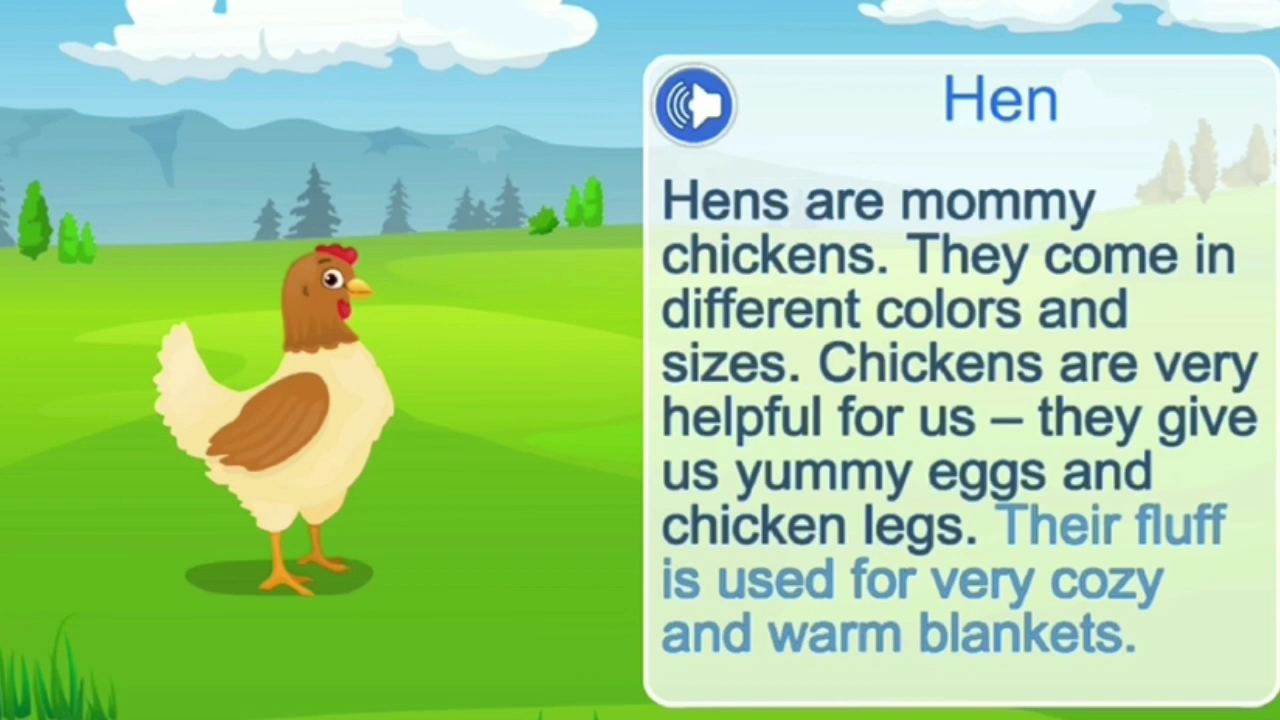 Hen
Hens are mommy
chickens. They come in
different colors and
sizes. Chickens are very
helpful for us – they give
us yummy eggs and
chicken legs. Their fluff
is used for very cozy
and warm blankets.